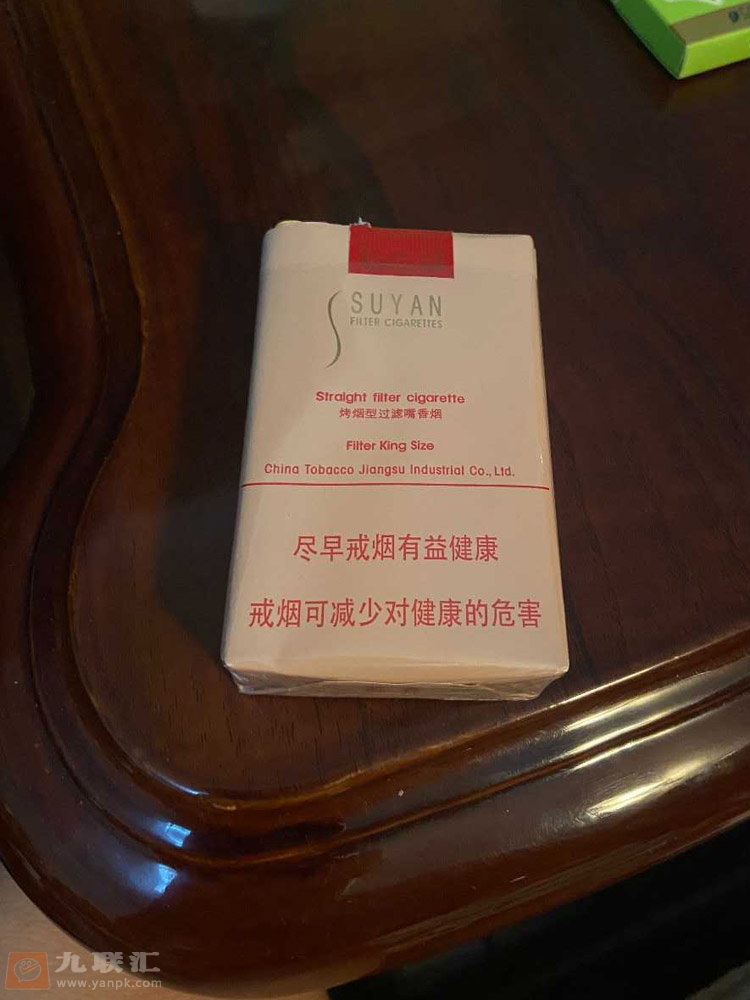 SUYAN
FILTER CIGARETTES
Straight filter cigarette
烤烟型过滤嘴香烟
Filter King Size
China Tobacco Jiangsu Industrial Co., Ltd.
尽早戒烟有益健康
戒烟可减少对健康的危害
九联汇
www.yanpk.com